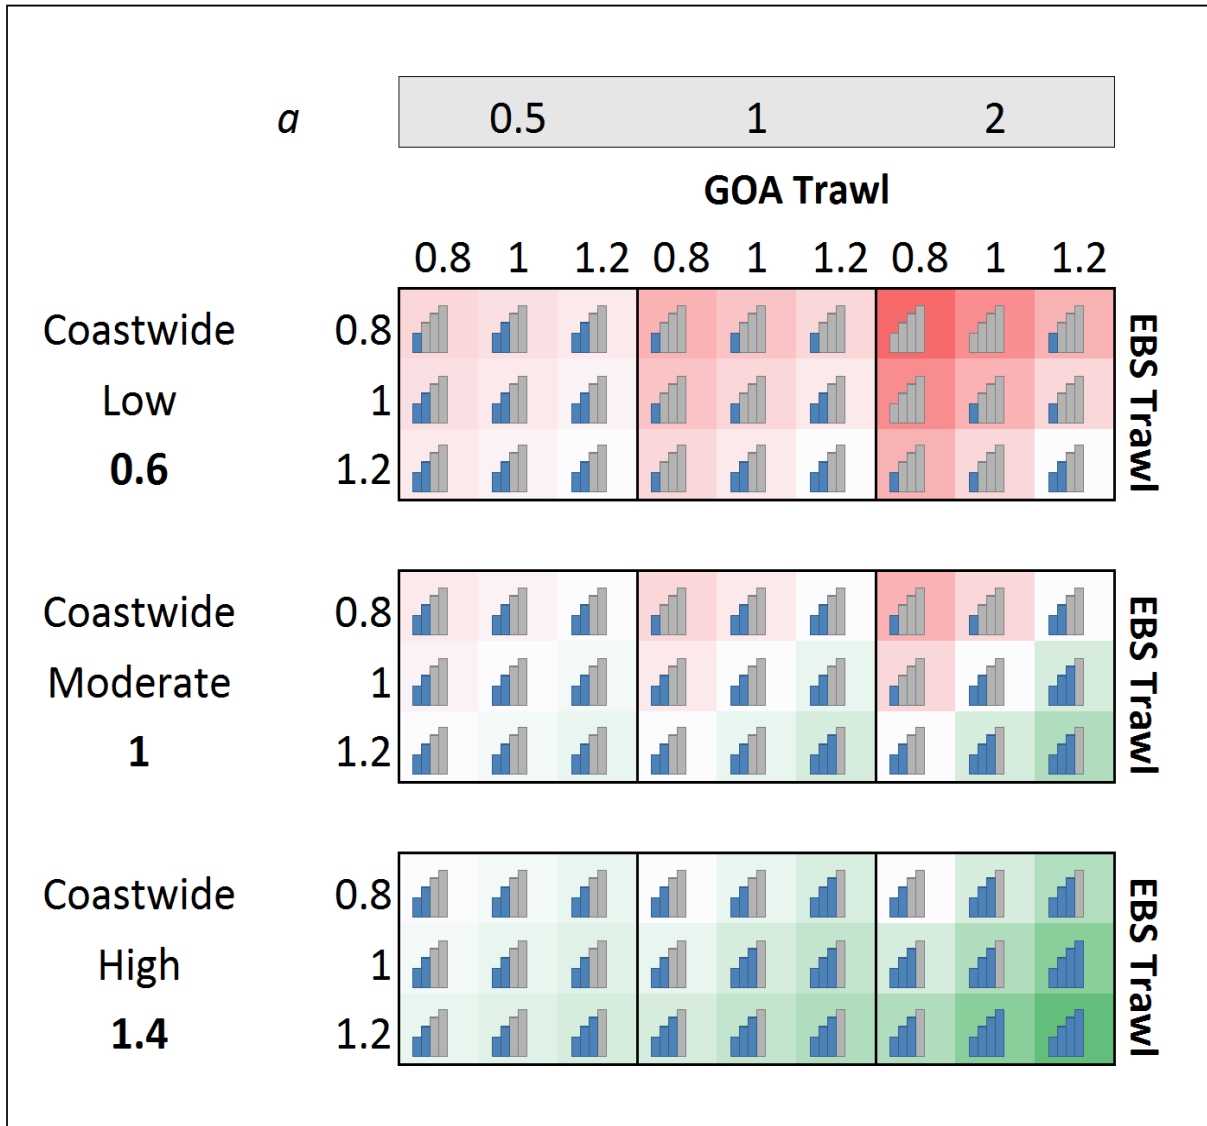 a 0.5 1 2
GOA Trawl
0.8 1 1.2 0.8 1 1.2 0.8 1 1.2
Coastwide 0.8
Low 1
0.6 1.2
EBS Trawl
Coastwide 0.8
Moderate 1
1 1.2
EBS Trawl
Coastwide 0.8
High 1
1.4 1.2
EBS Trawl